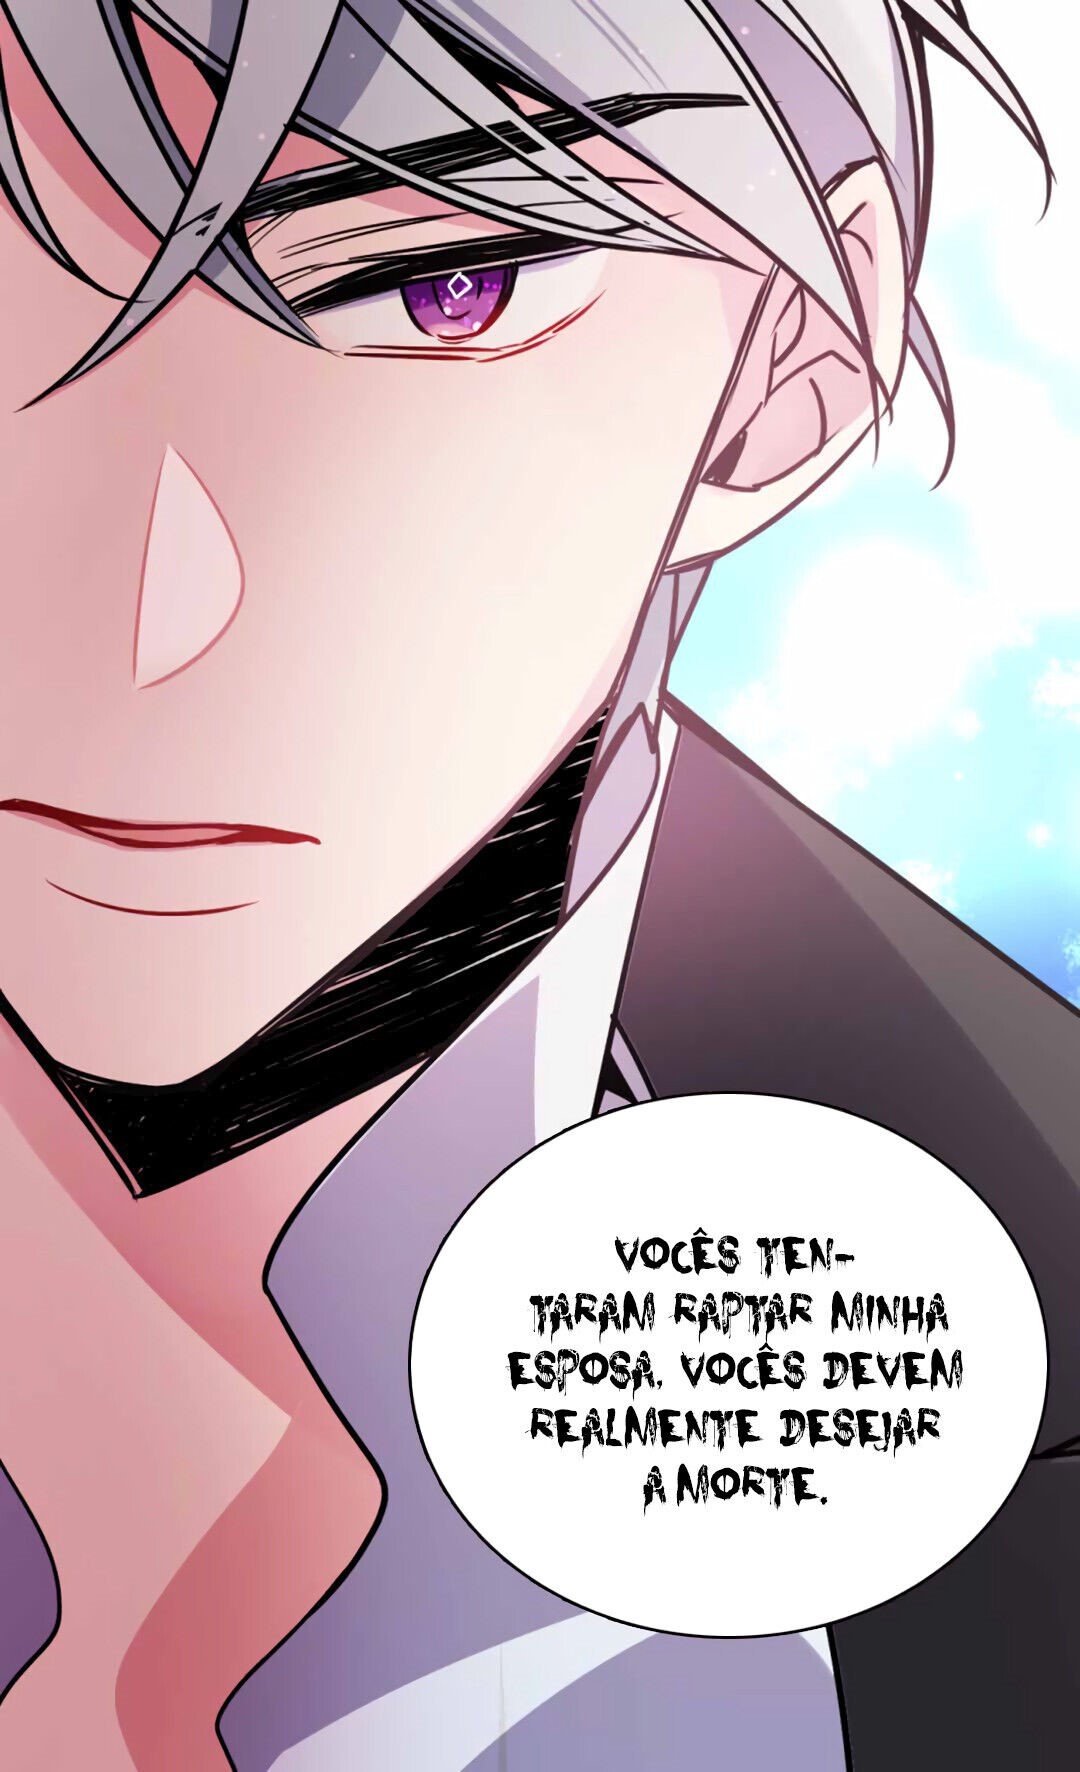 VOCÊS TEN-
TARAM RAPTAR MINHA
ESPOSA. VOCÊS DEVEM
REALMENTE DESEJAR
A MORTE.